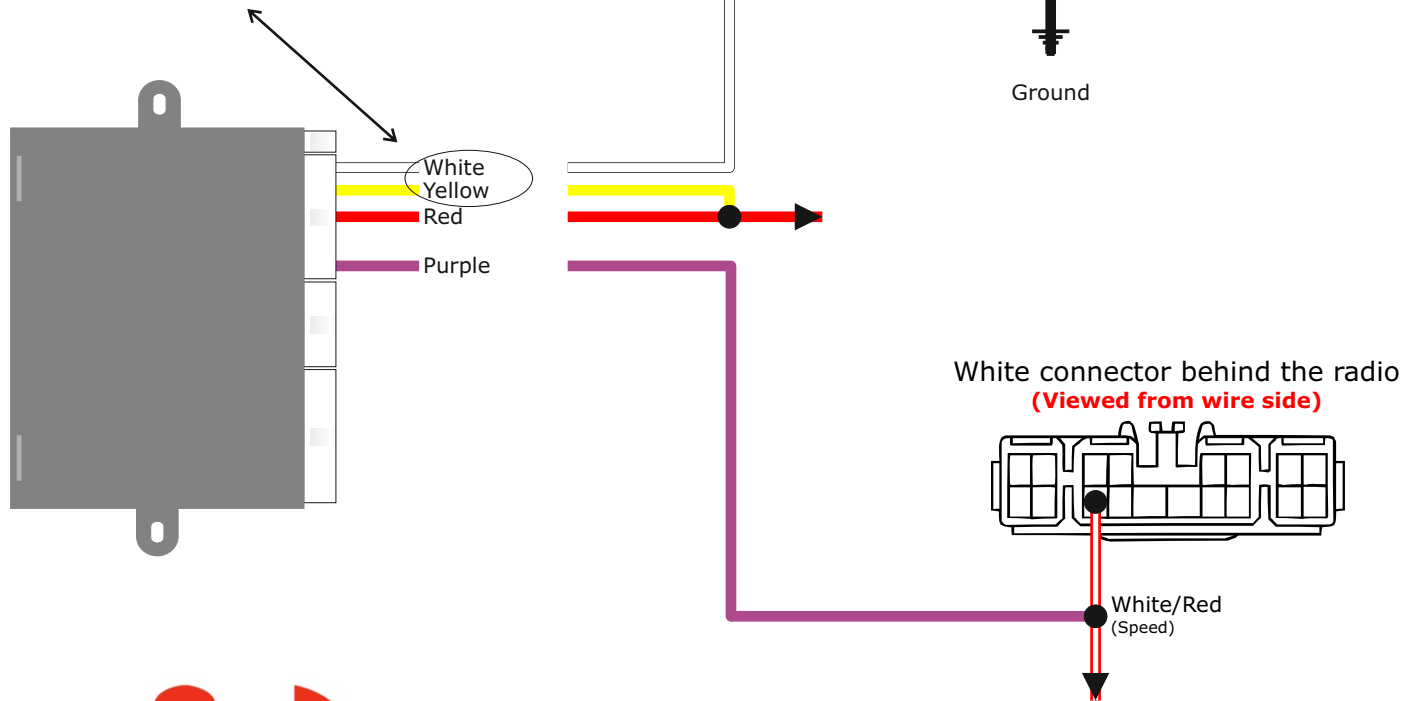 Ground
White
Yellow
Red
Purple
White connector behind the radio
(Viewed from wire side)
White/Red
(Speed)